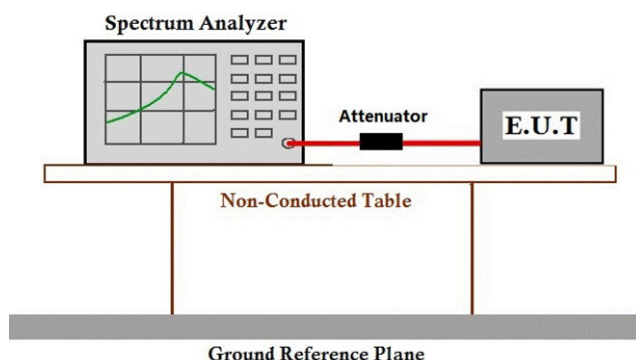 Spectrum Analyzer
Attenuator
E.U.T
Non-Conducted Table
Ground Reference Plane